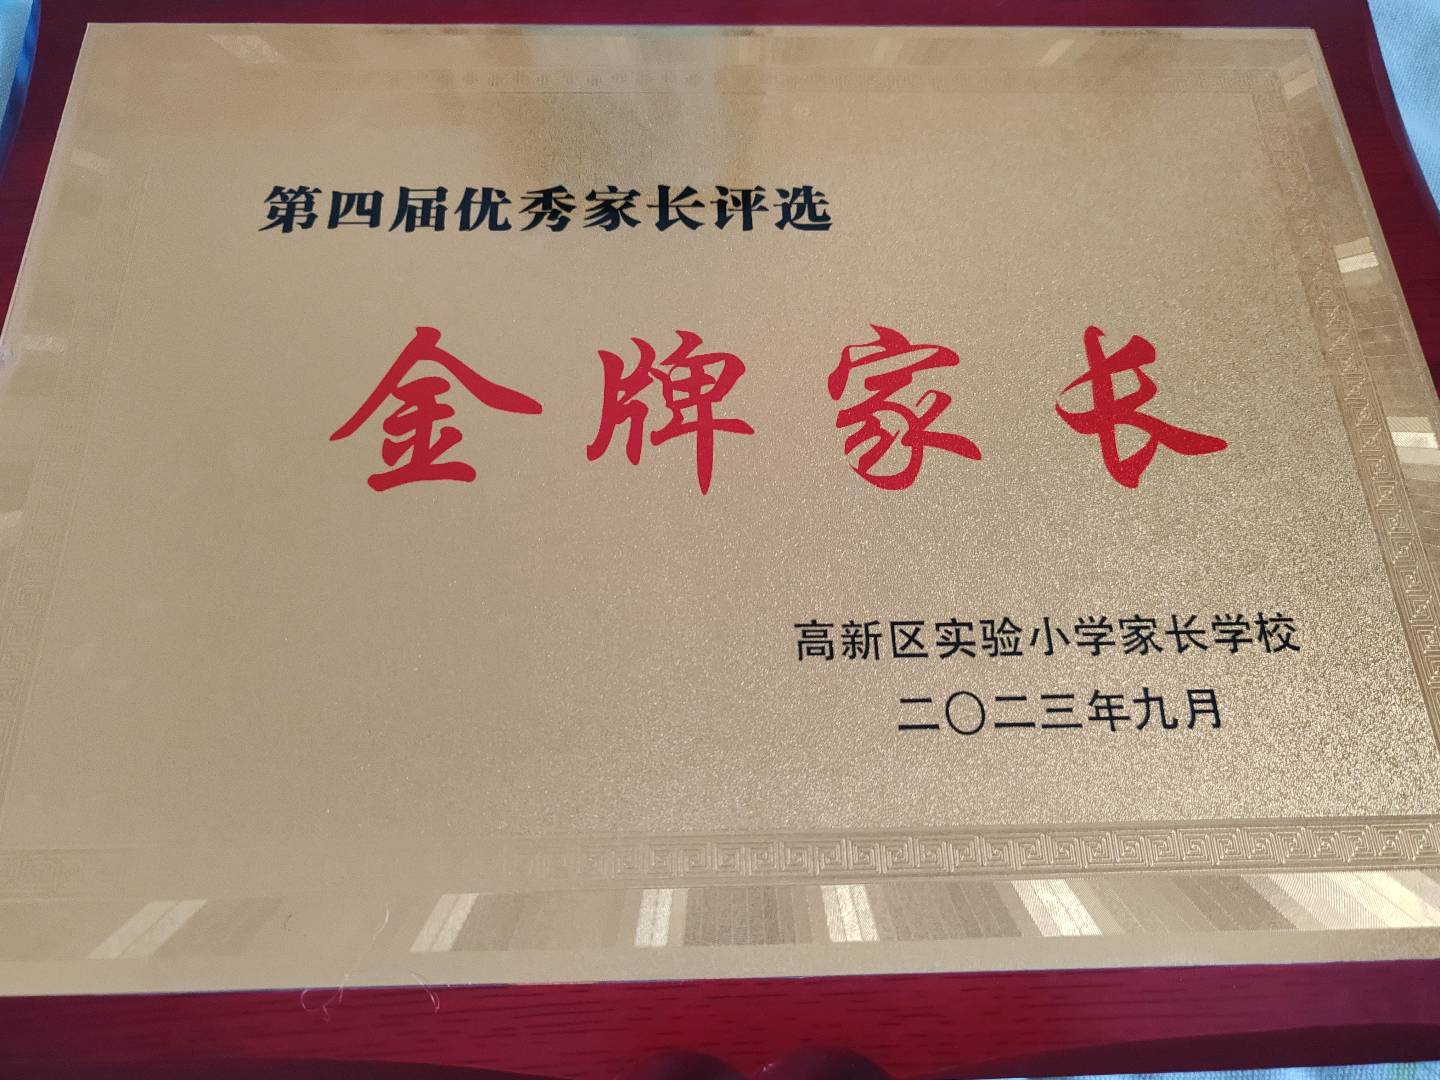 第四届优秀家长评选
金牌家长
高新区实验小学家长学校
二〇二三年九月